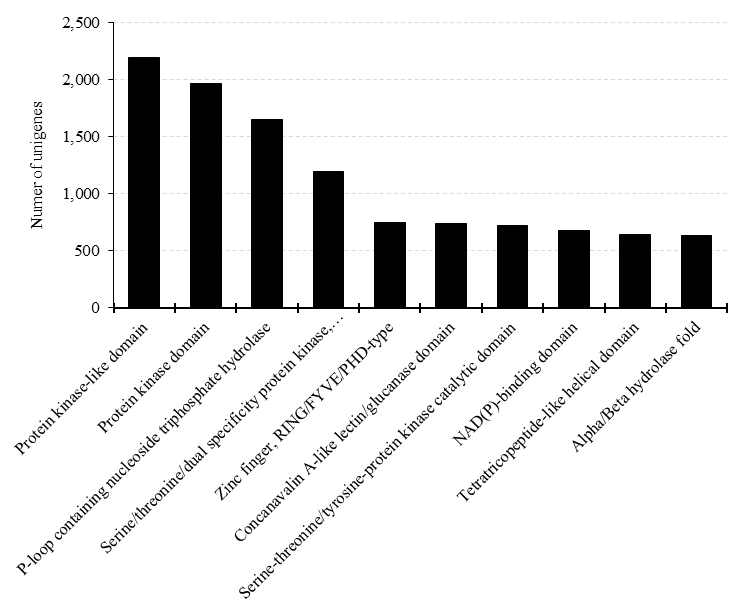 2,500
2,000
1,500
1,000
500
0
Numer of unigenes
Protein kinase-like domain
Protein kinase domain
P-loop containing nucleoside triphosphate hydrolase
Serine/threonine/dual specificity protein kinase,…
Zinc finger, RING/FYVE/PHD-type
Concanavalin A-like lectin/glucanase domain
Serine-threonine/tyrosine-protein kinase catalytic domain
NAD(P)-binding domain
Tetratricopeptide-like helical domain
Alpha/Beta hydrolase fold